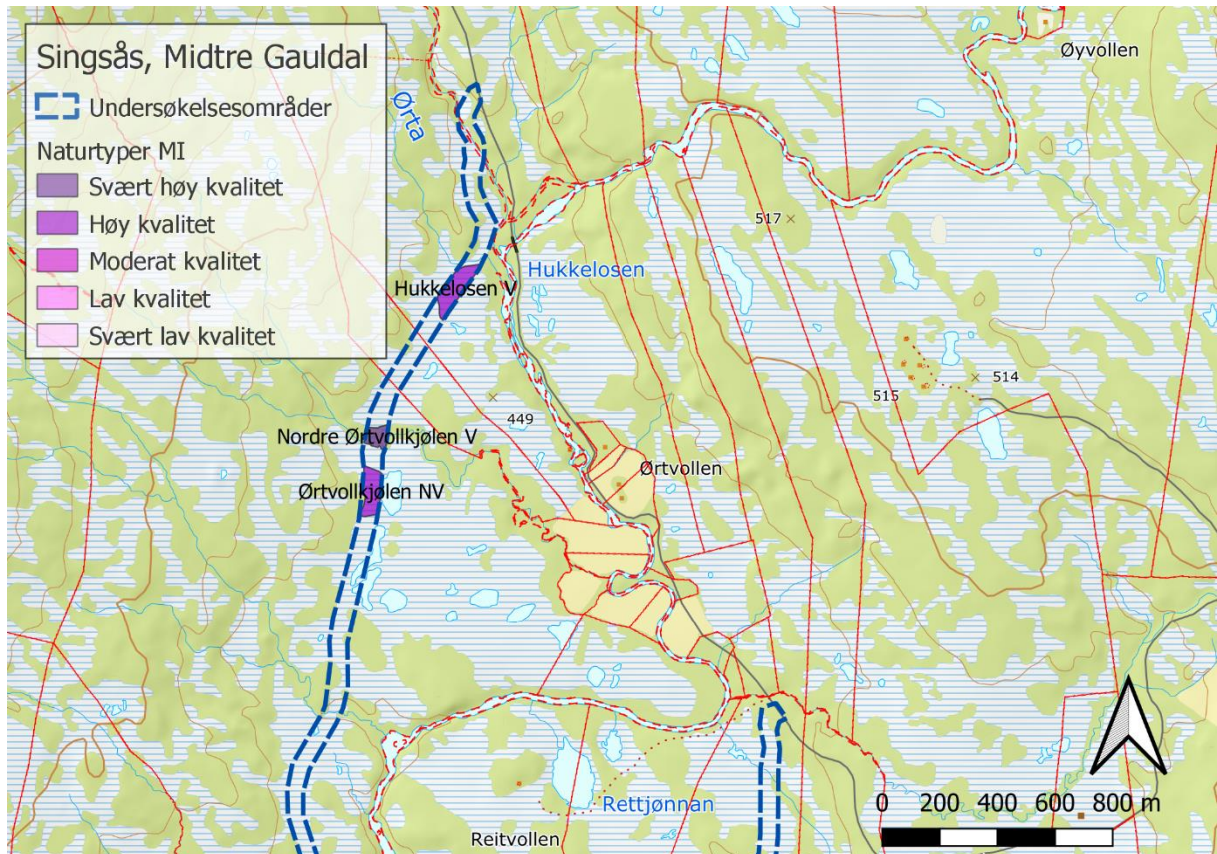 Singsås, Midtre Gauldal
Undersøkelsesområder
Naturtyper MI
Svært høy kvalitet
Høy kvalitet
Moderat kvalitet
Lav kvalitet
Svært lav kvalitet
Ørta
Øyvollen
517
Hukkelosen
Hukkelosen V
515
514
449
Nordre Ørtvollkjølen V
Ørtvollen
Ørtvollkjølen NV
Rettjønnan
Reitvollen
0 200 400 600 800 m